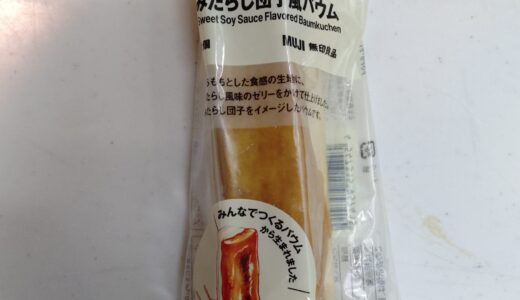 みたらし団子風バウム
Sweet Soy Sauce Flavored Baumkuchen
個
MUJI 無印良品
もちもちとした食感の生地に、
みたらし風味のゼリーをかけて仕上げました。
みたらし団子をイメージしたバウムです。
みんなでつくるバウム
から生まれました